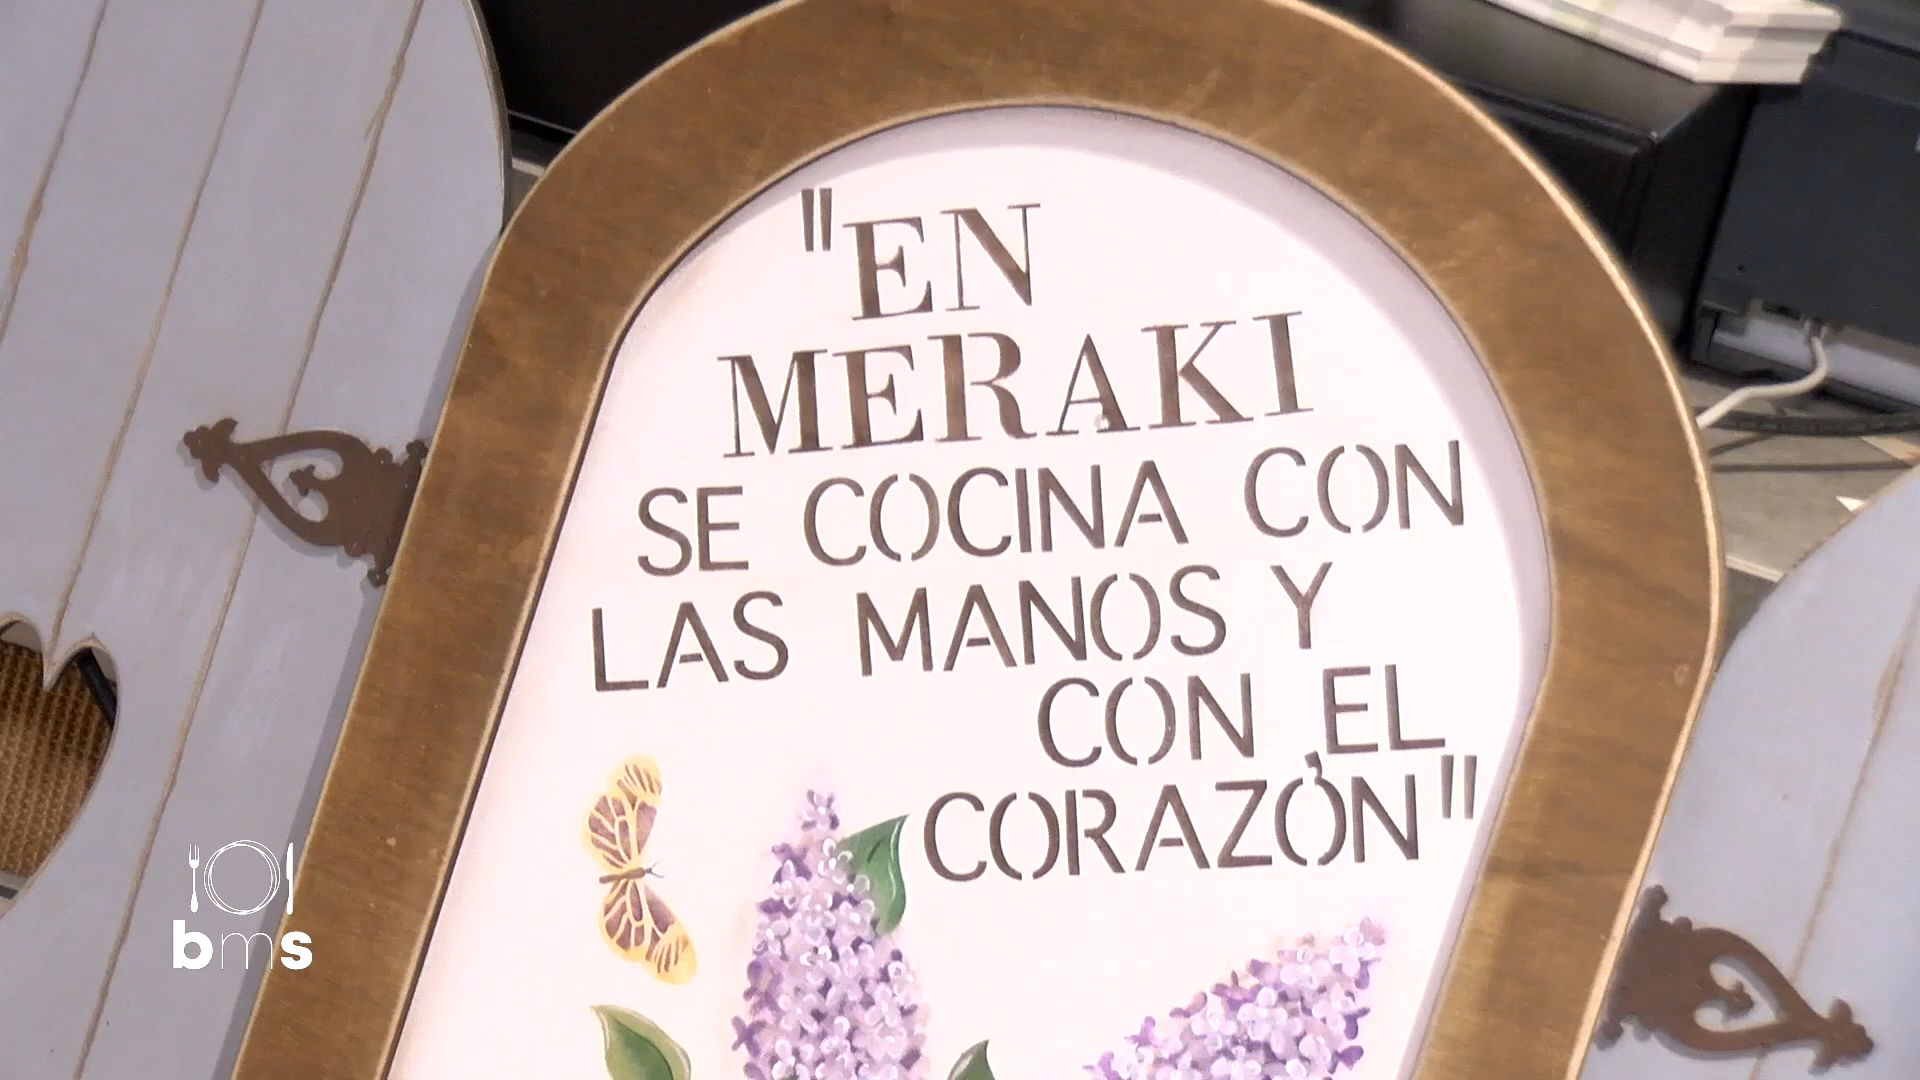 "EN
MERAKI
SE COCINA CON
LAS MANOS Y
CON EL
CORAZÓN"
bms